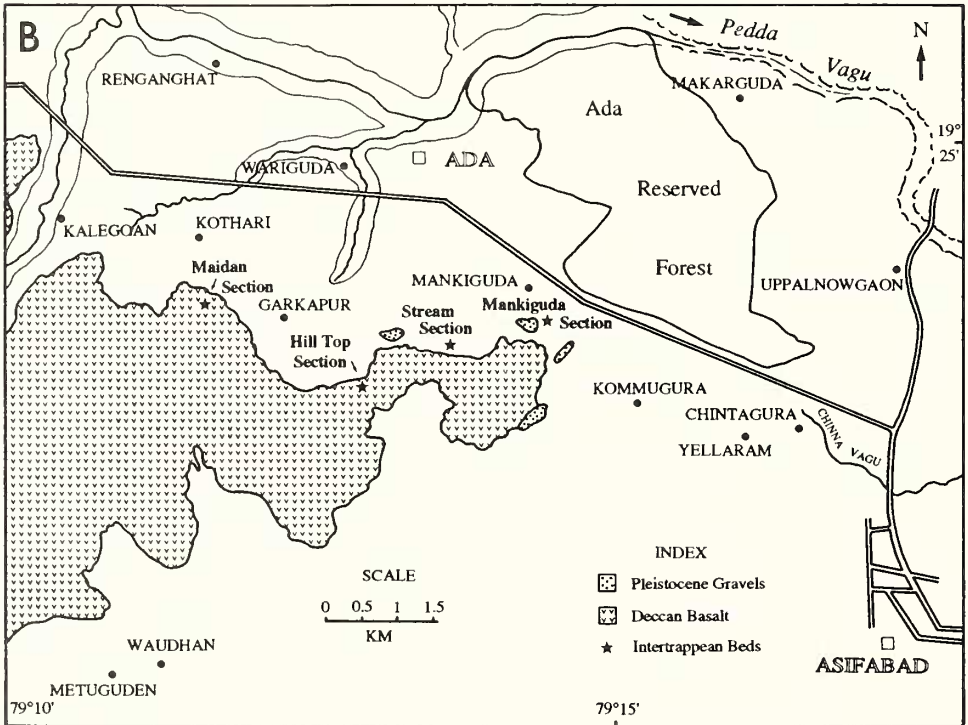 B
Pedda
Vagu
N
RENGANGHAT
MAKARGUDA
Ada
19°
25'
WARIGUDA
ADA
Reserved
KALEGOAN
KOTHARI
Forest
Maidan
Section
MANKIGUDA
UPPALNOWGAON
GARKAPUR
Stream
Section
Mankiguda
Section
Hill Top
Section
KOMMUGURA
CHINTAGURA
CHINNA
VAGU
YELLARAM
INDEX
SCALE
0 0.5 1 1.5
KM
Pleistocene Gravels
Deccan Basalt
Intertrappean Beds
WAUDHAN
METUGUDEN
ASIFABAD
79°10'
79°15'